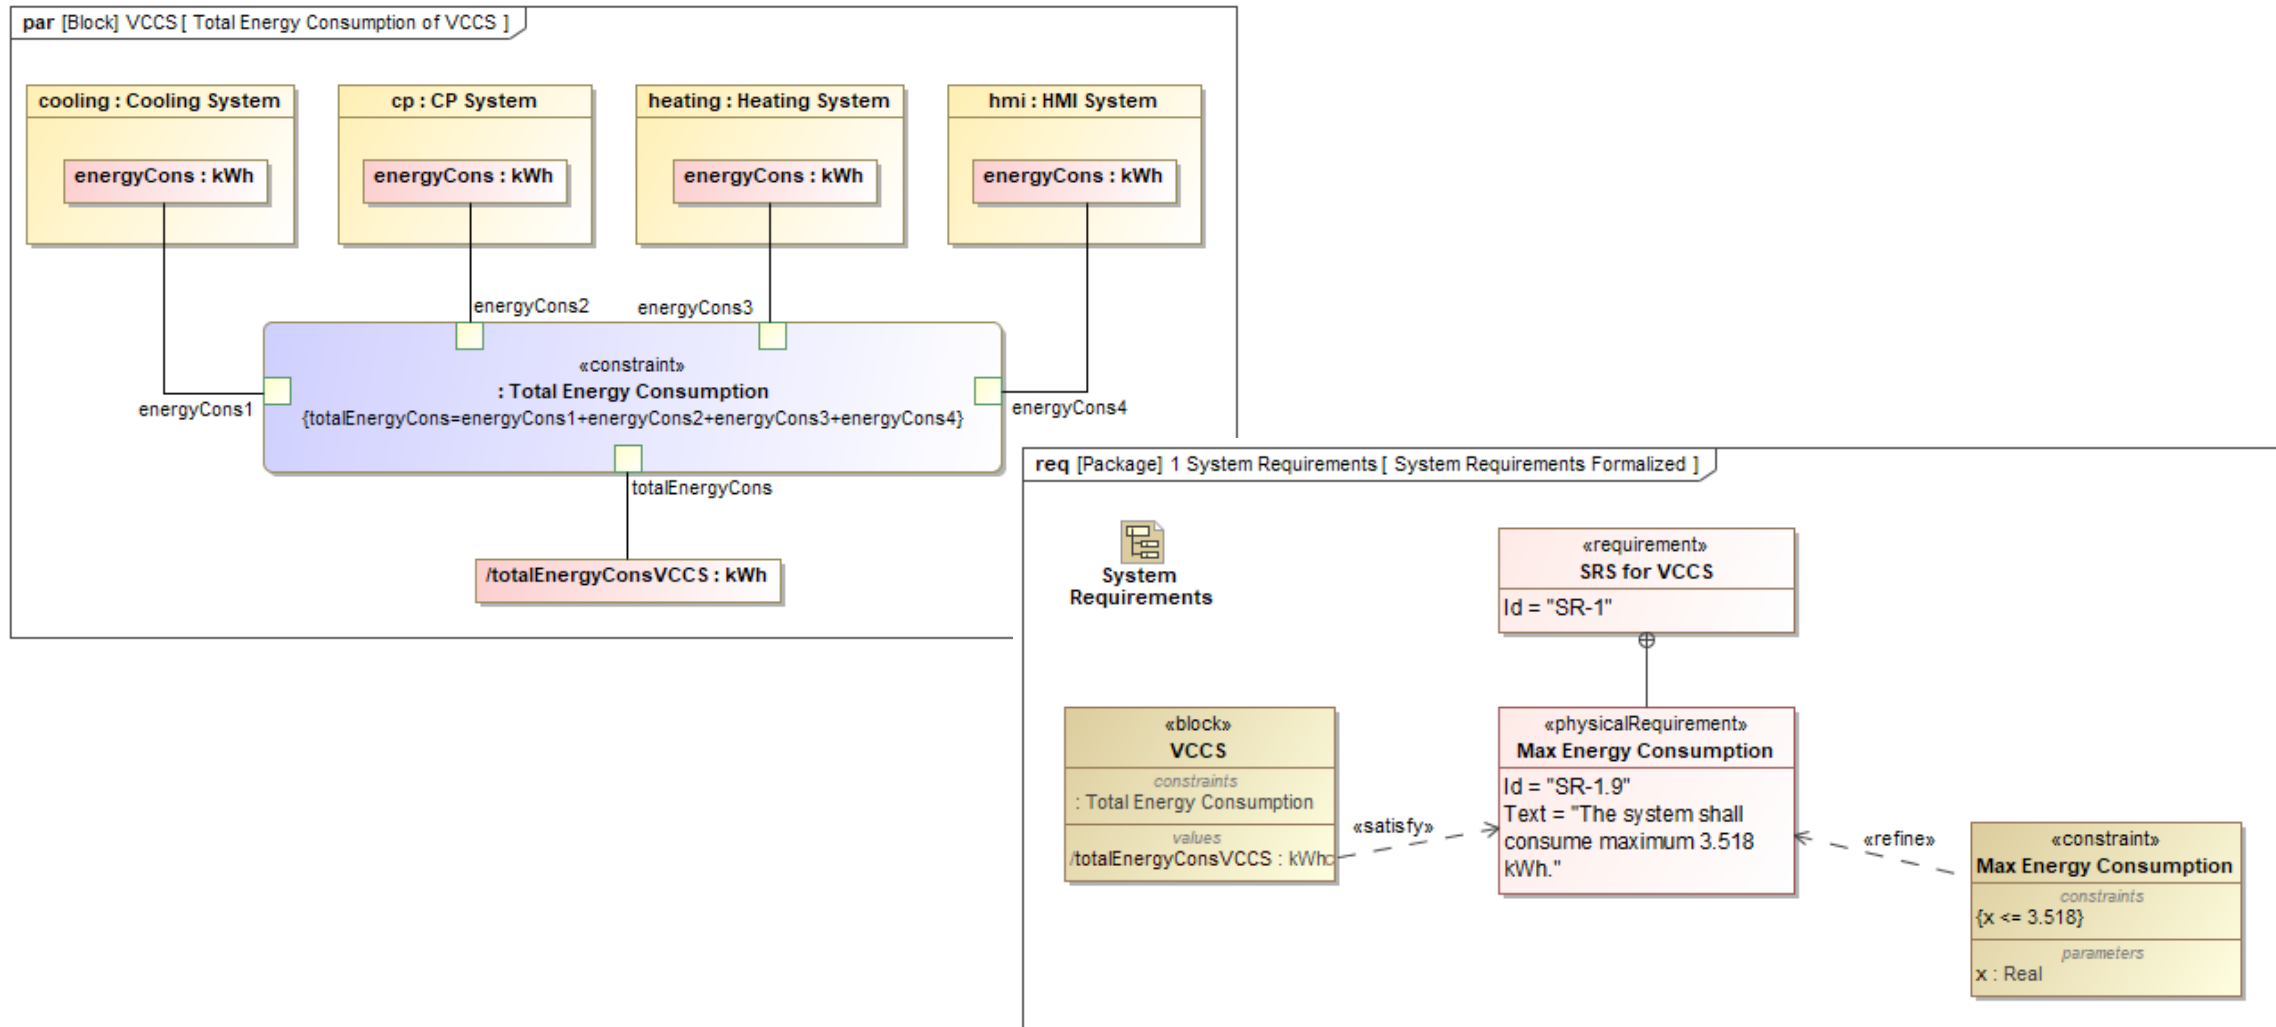 par [Block] VCCS [ Total Energy Consumption of VCCS ]
cooling : Cooling System
energyCons : kWh
cp : CP System
energyCons : kWh
heating : Heating System
energyCons : kWh
hmi : HMI System
energyCons : kWh
energyCons2
energyCons3
energyCons1
energyCons4
«constraint»
: Total Energy Consumption
{totalEnergyCons=energyCons1+energyCons2+energyCons3+energyCons4}
totalEnergyCons
/totalEnergyConsVCCS : kWh
req [Package] 1 System Requirements [ System Requirements Formalized ]
System
Requirements
«requirement»
SRS for VCCS
Id = "SR-1"
«block»
VCCS
constraints
: Total Energy Consumption
values
/totalEnergyConsVCCS : kWhc
«satisfy»
«physicalRequirement»
Max Energy Consumption
Id = "SR-1.9"
Text = "The system shall
consume maximum 3.518
kWh."
«refine»
«constraint»
Max Energy Consumption
constraints
{x <= 3.518}
parameters
x : Real